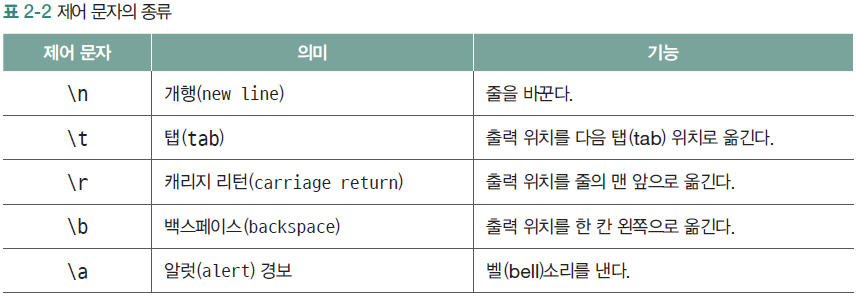 표 2-2 제어 문자의 종류
제어 문자 의미 기능
\n 개행(new line) 줄을 바꾼다.
\t 탭(tab) 출력 위치를 다음 탭(tab) 위치로 옮긴다.
\r 캐리지 리턴(carriage return) 출력 위치를 줄의 맨 앞으로 옮긴다.
\b 백스페이스(backspace) 출력 위치를 한 칸 왼쪽으로 옮긴다.
\a 알럿(alert) 경보 벨(bell)소리를 낸다.